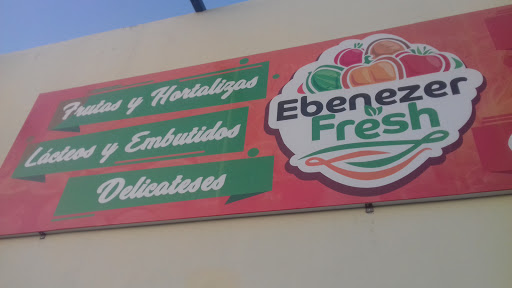 Frutas y Hortalizas
Lácteos y Embutidos
Delicateses
Ebenezer
Fresh